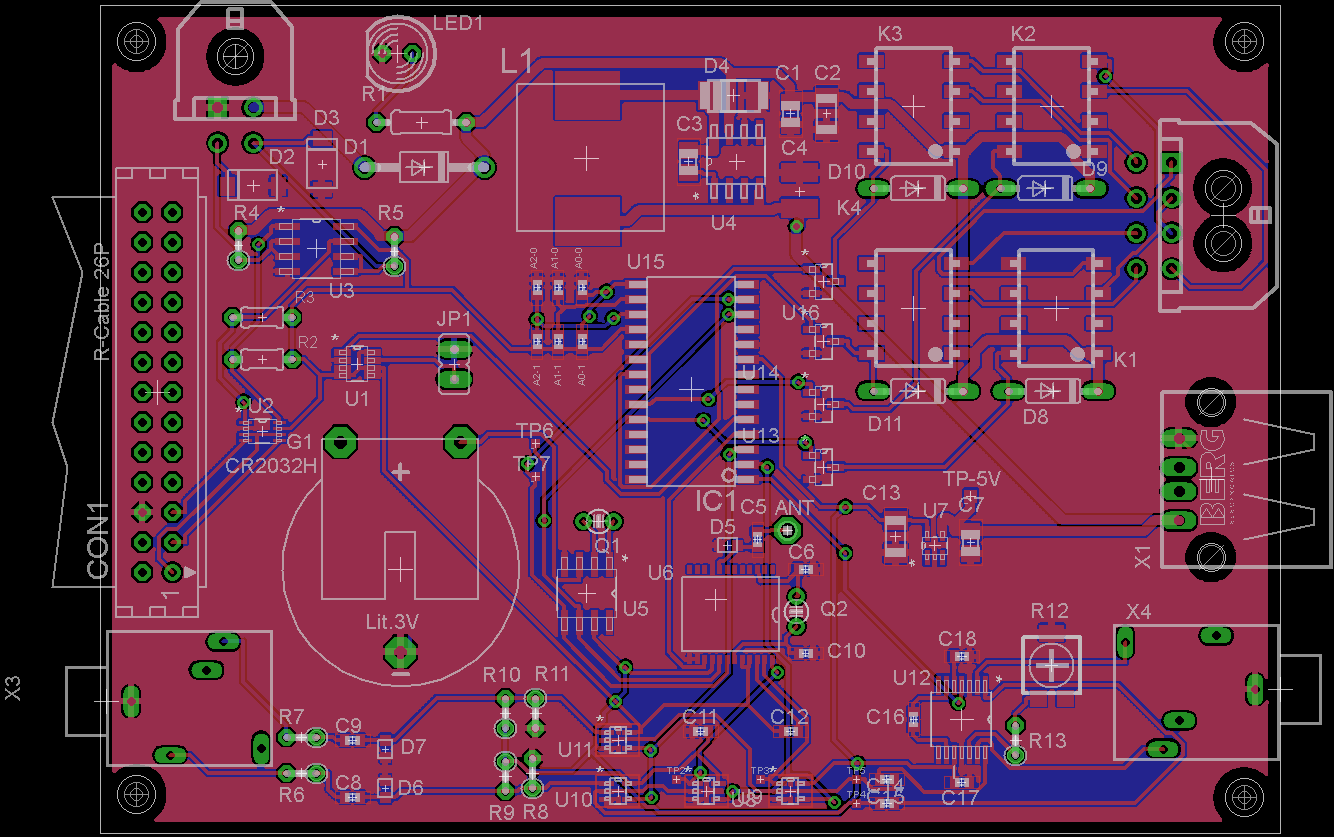 LED1
L1
K3
K2
D4
C1
C2
R1
D3
D1
C3
C4
D2
D10
D9
K4
R4
*
R5
U4
*
U3
A2-0
A1-0
A0-0
U15
*
R3
U16
JP1
R-Cable 26P
R2
*
U1
A2-1
A1-1
A0-1
K1
U14
U2
*
D11
D8
G1
CR2032H
+
TP6
TP7
U13
BERG
CON1
IC1
C5
ANT
C13
TP-5V
U7
C7
D5
Q1
*
C6
*
X1
U6
1
U5
Q2
Lit.3V
R12
X4
C10
C18
X3
R10
R11
U12
*
R7
C9
D7
*
U11
C11
C12
C16
R13
R6
C8
D6
*
U10
TP2
*
U8
U9
TP3
*
TP5
C14
TP4
C15
C17
R9
R8